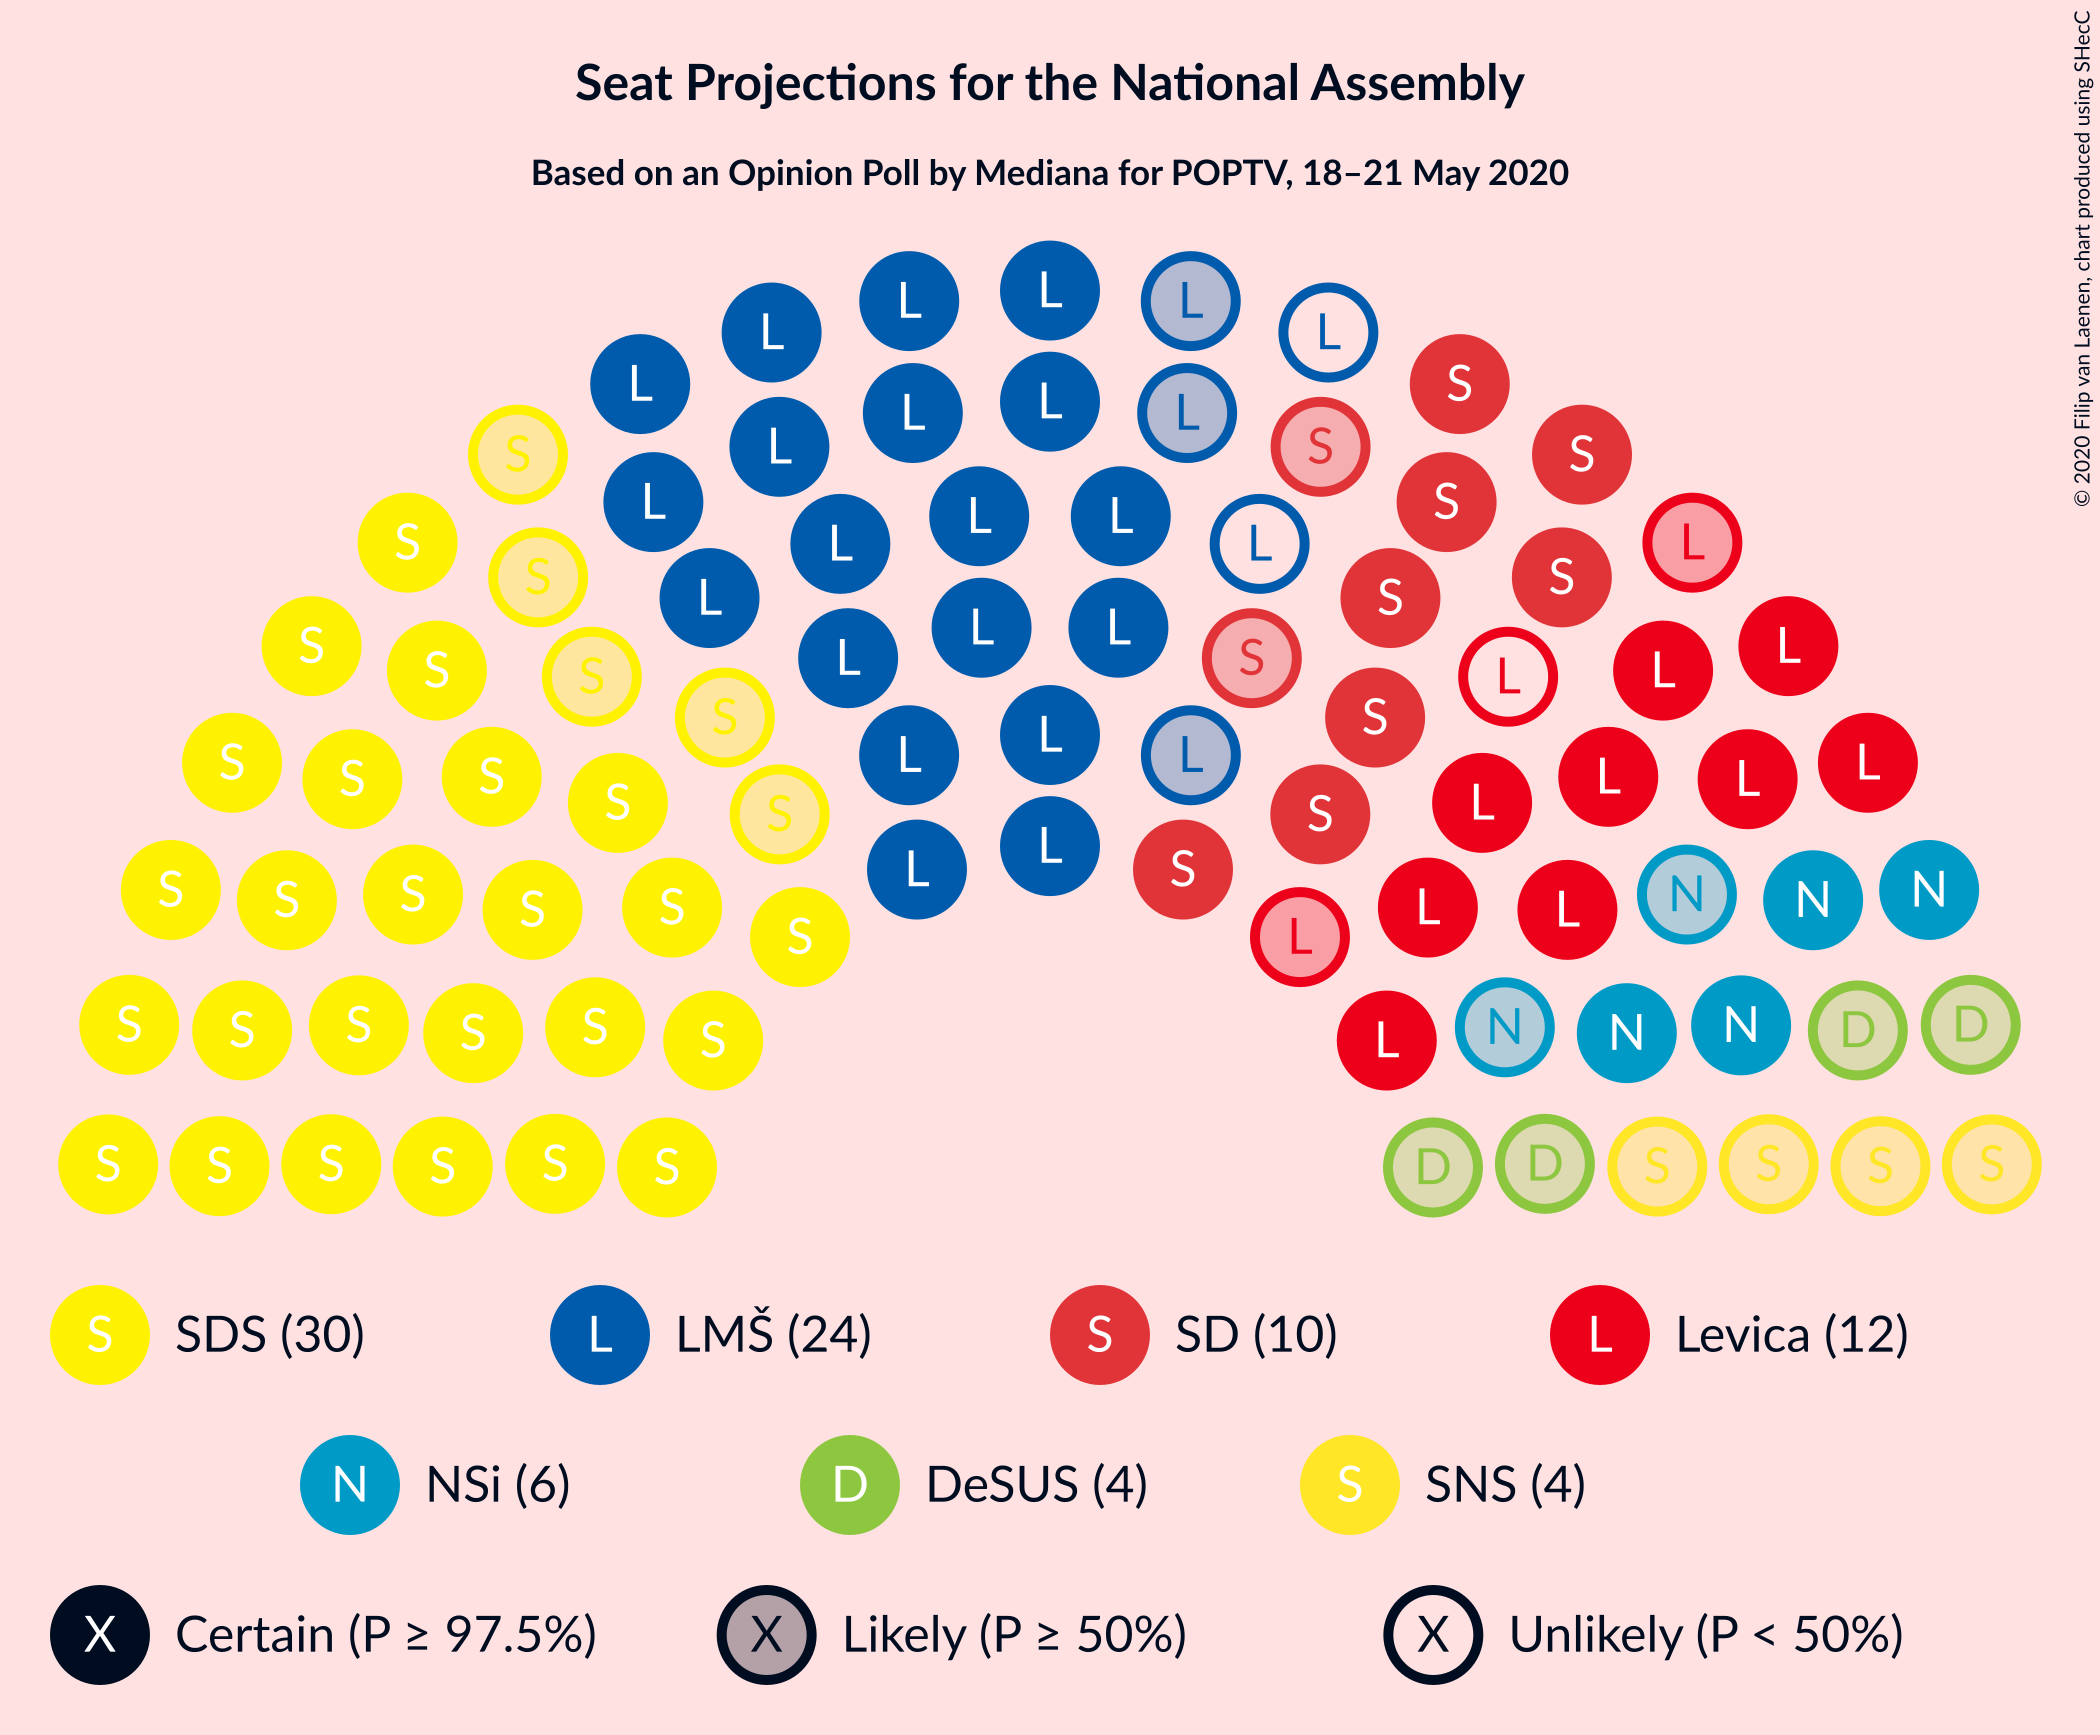 Seat Projections for the National Assembly
Based on an Opinion Poll by Mediana for POPTV, 18–21 May 2020
© 2020 Filip van Laenen, chart produced using SHecC
L
L L
L L
L L
S S
L L
L L
S S
S L
L L
L S
S S
S L
L L
L S
S L
S L
L S
S L
L S
S L
L L
S S
S L
L L
S L
S S
S L
L L
S S
S L
L L
S S
L L
S L
S S
S N
N N
S S
S L
L L
S L
S S
S N
N D
S S
S L
N N
D D
S S S S S S D D S S S S
S SDS (30) L LMŠ (24) S SD (10) L Levica (12)
N NSi (6) D DeSUS (4) S SNS (4)
X Certain (P ≥ 97.5%) X Likely (P ≥ 50%) X Unlikely (P < 50%)